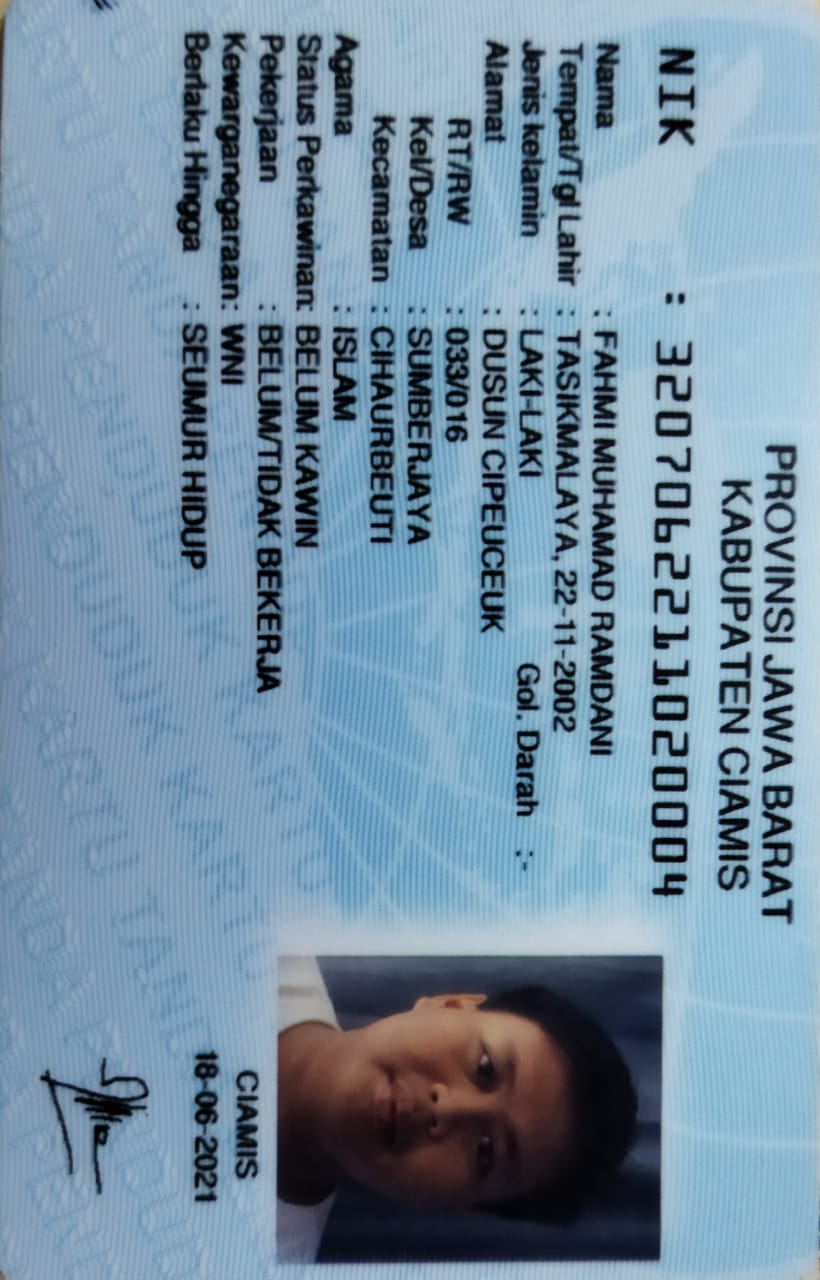 PROVINSI JAWA BARAT
KABUPATEN CIAMIS
NIK : 3207062211020004
Nama : FAHMI MUHAMAD RAMDANI
Tempat/Tgl Lahir : TASIKMALAYA, 22-11-2002
Jenis kelamin : LAKI-LAKI Gol. Darah :-
Alamat : DUSUN CIPEUCEUK
RT/RW : 033/016
Kel/Desa : SUMBERJAYA
Kecamatan : CIHAURBEUTI
Agama : ISLAM
Status Perkawinan: BELUM KAWIN
Pekerjaan : BELUM/TIDAK BEKERJA
Kewarganegaraan: WNI
Berlaku Hingga : SEUMUR HIDUP
CIAMIS
18-06-2021